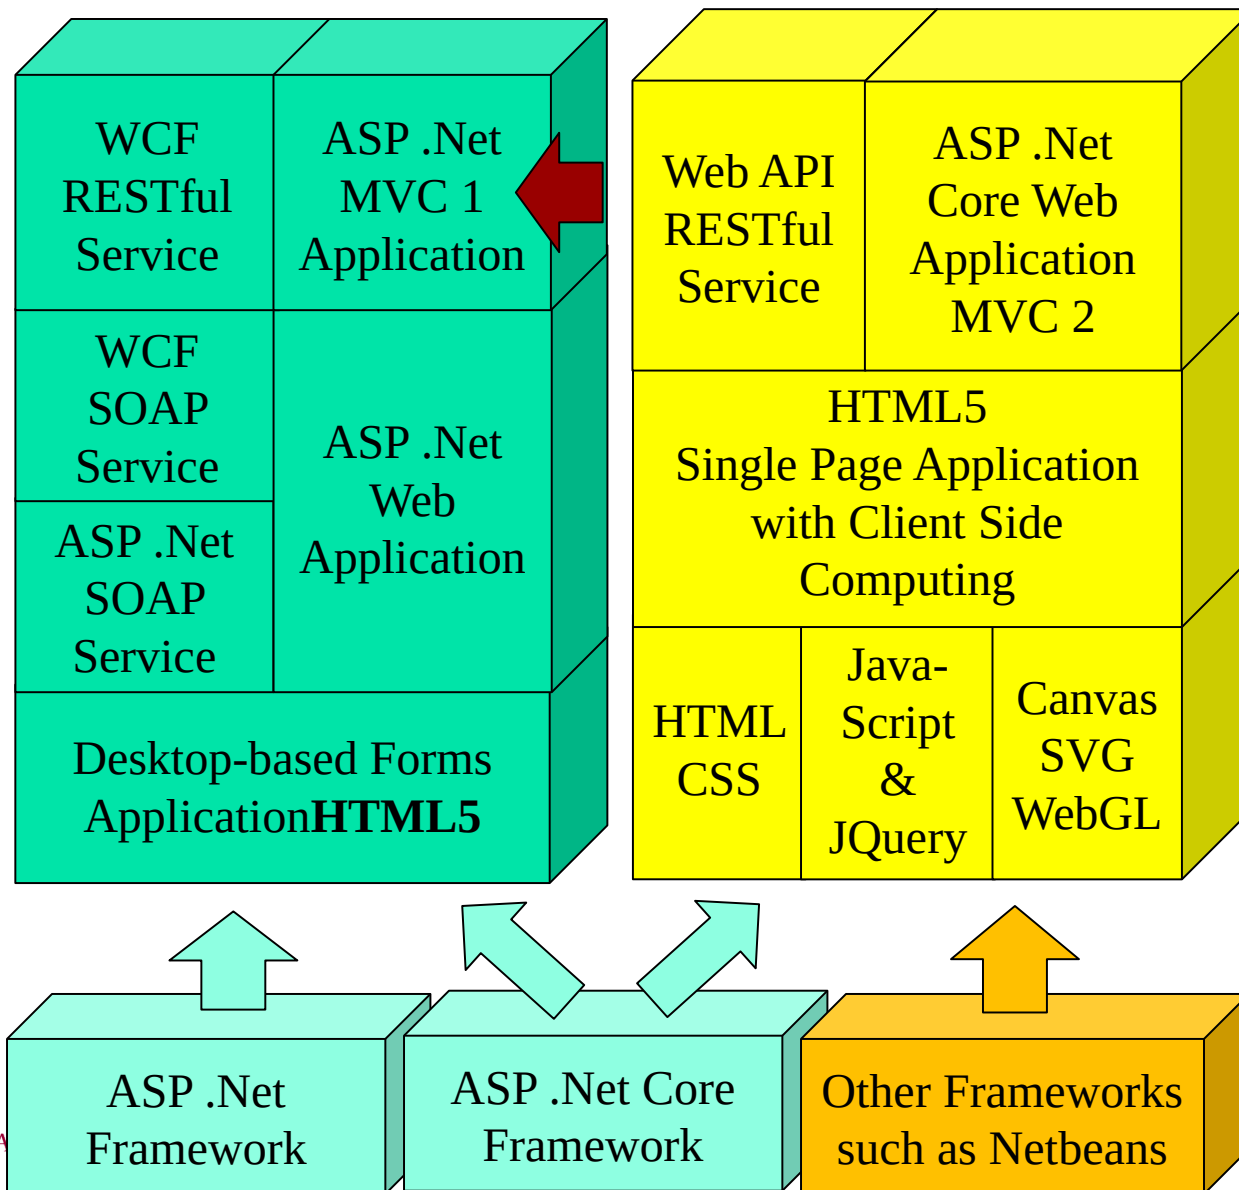 WCF
RESTful
Service
ASP .Net
MVC 1
Application
WCF
SOAP
Service
ASP .Net
Web
Application
ASP .Net
SOAP
Service
Desktop-based Forms
ApplicationHTML5
Web API
RESTful
Service
ASP .Net
Core Web
Application
MVC 2
HTML5
Single Page Application
with Client Side
Computing
HTML
CSS
Java-
Script
&
JQuery
Canvas
SVG
WebGL
ASP .Net
Framework
ASP .Net Core
Framework
Other Frameworks
such as Netbeans